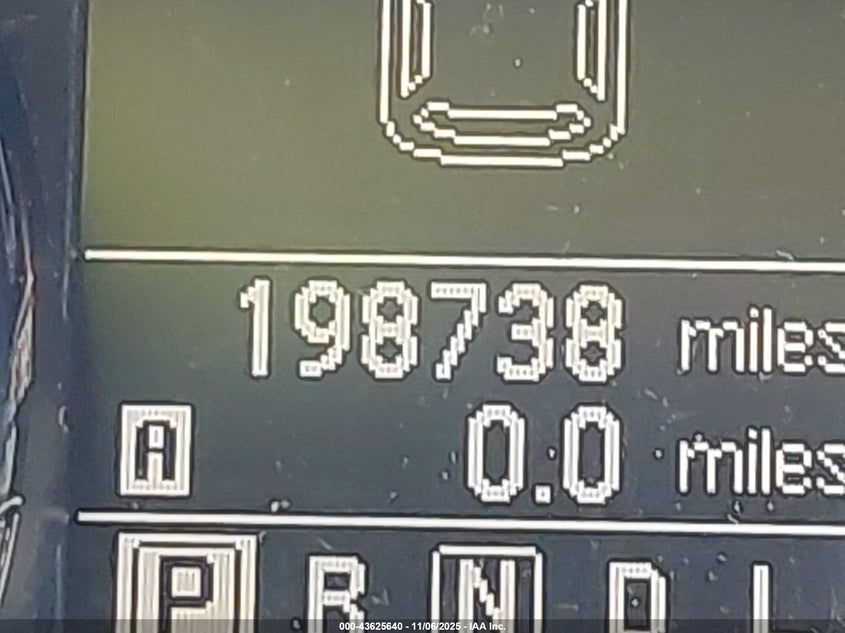 198738 miles
A 0.0 miles
P R N D L
000-43625640 - 11/06/2025 - IAA Inc.